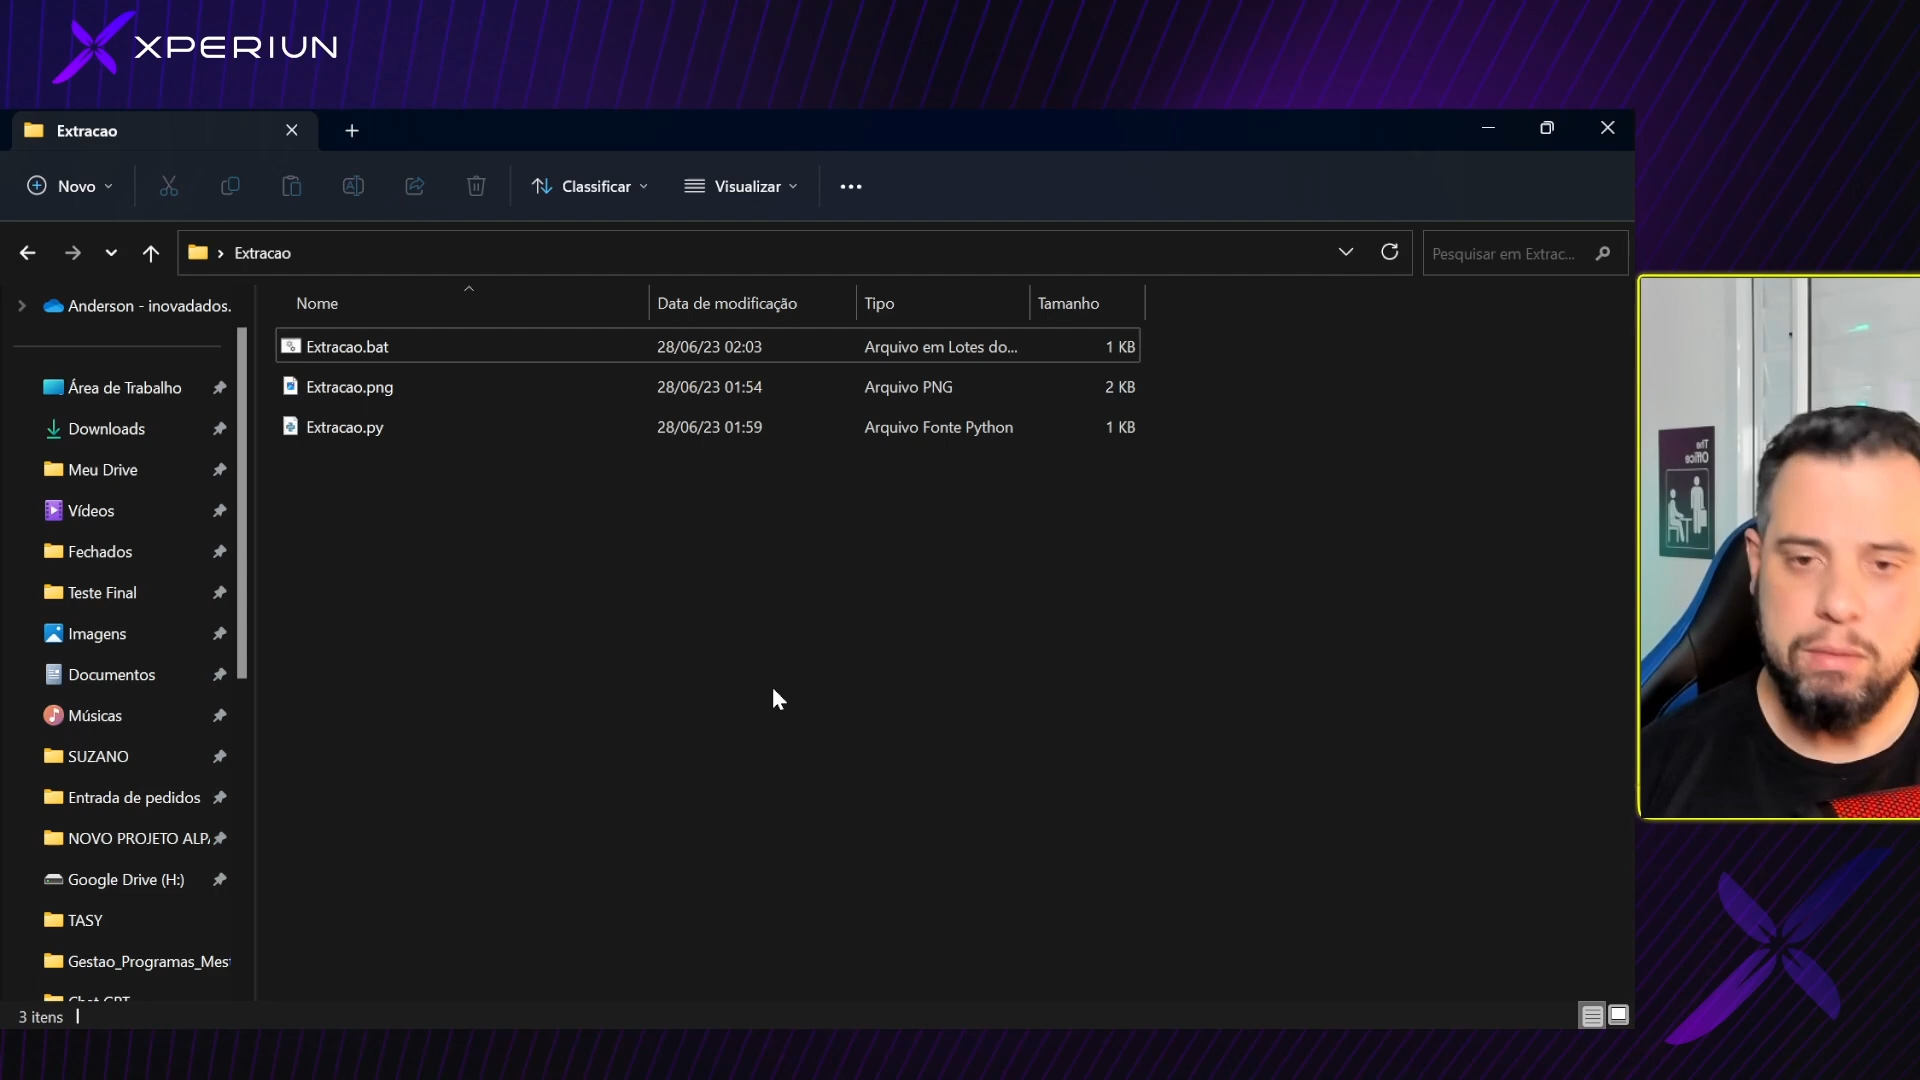 XPERIUN
Extracao
Novo
Classificar
Visualizar
Extracao
Pesquisar em Extrac...
Anderson - inovadados.
Área de Trabalho
Downloads
Meu Drive
Vídeos
Fechados
Teste Final
Imagens
Documentos
Músicas
SUZANO
Entrada de pedidos
NOVO PROJETO ALP
Google Drive (H:)
TASY
Gestao_Programas_Mes
Chat GPT
Nome Data de modificação Tipo Tamanho
Extracao.bat 28/06/23 02:03 Arquivo em Lotes do... 1 KB
Extracao.png 28/06/23 01:54 Arquivo PNG 2 KB
Extracao.py 28/06/23 01:59 Arquivo Fonte Python 1 KB
3 itens
The
Office